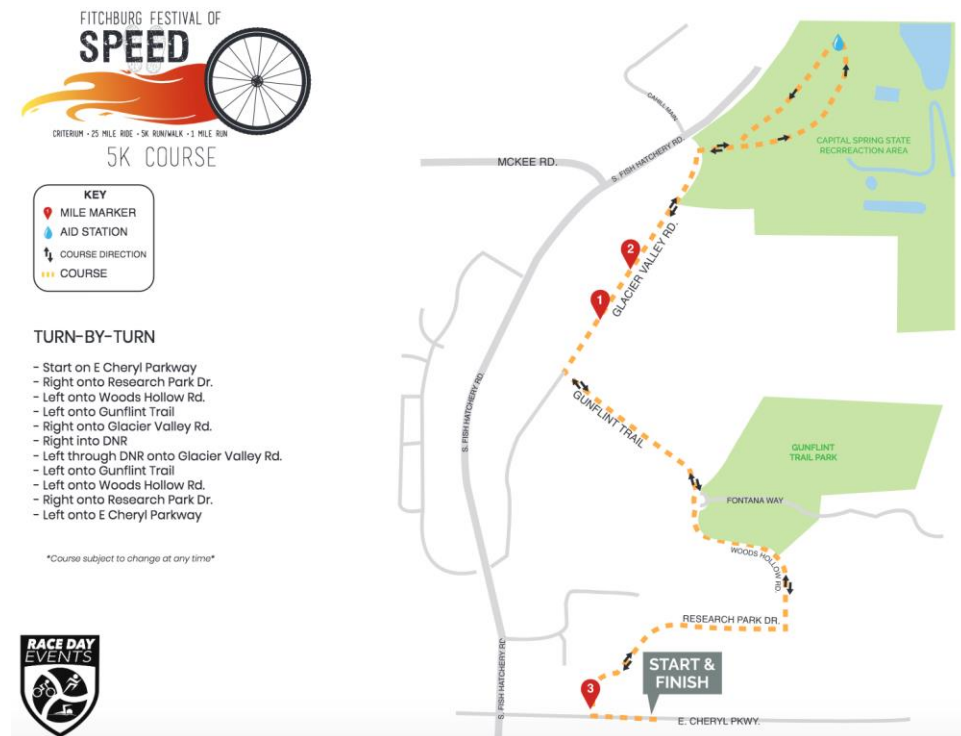 FITCHBURG FESTIVAL OF
SPEED
CRITERIUM • 25 MILE RIDE • 5K RUN/WALK • 1 MILE RUN
5K COURSE
KEY
1 MILE MARKER
AID STATION
COURSE DIRECTION
COURSE
TURN-BY-TURN
- Start on E Cheryl Parkway
- Right onto Research Park Dr.
- Left onto Woods Hollow Rd.
- Left onto Gunflint Trail
- Right onto Glacier Valley Rd.
- Right into DNR
- Left through DNR onto Glacier Valley Rd.
- Left onto Gunflint Trail
- Left onto Woods Hollow Rd.
- Right onto Research Park Dr.
- Left onto E Cheryl Parkway
*Course subject to change at any time*
RACE DAY
EVENTS
CAHILL MAIN
MCKEE RD.
S. FISH HATCHERY RD.
CAPITAL SPRING STATE
RECRREACTION AREA
2
1
GLACIER VALLEY RD.
S. FISH HATCHERY RD.
GUNFLINT TRAIL
GUNFLINT
TRAIL PARK
FONTANA WAY
WOODS HOLLOW RD.
RESEARCH PARK DR.
S. FISH HATCHERY RD
START &
FINISH
3
E. CHERYL PKWY.